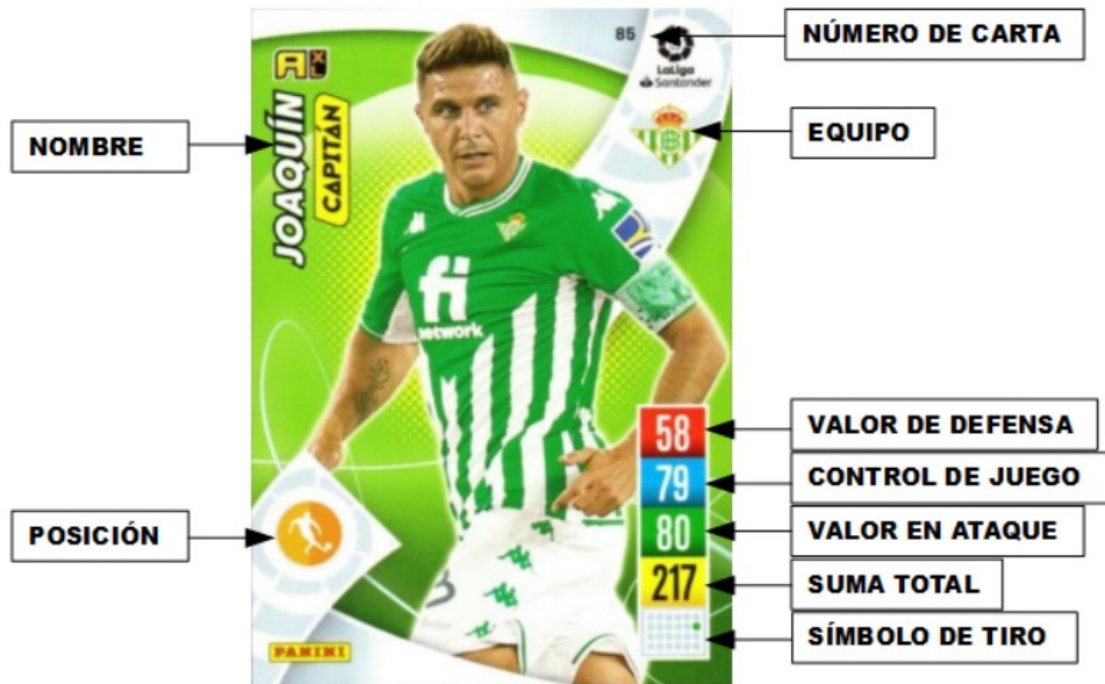 85
NÚMERO DE CARTA
A XL
LaLiga
Santander
NOMBRE
JOAQUÍN
CAPITÁN
EQUIPO
fi
network
58
VALOR DE DEFENSA
79
CONTROL DE JUEGO
POSICIÓN
80
VALOR EN ATAQUE
217
SUMA TOTAL
SÍMBOLO DE TIRO
PANINI